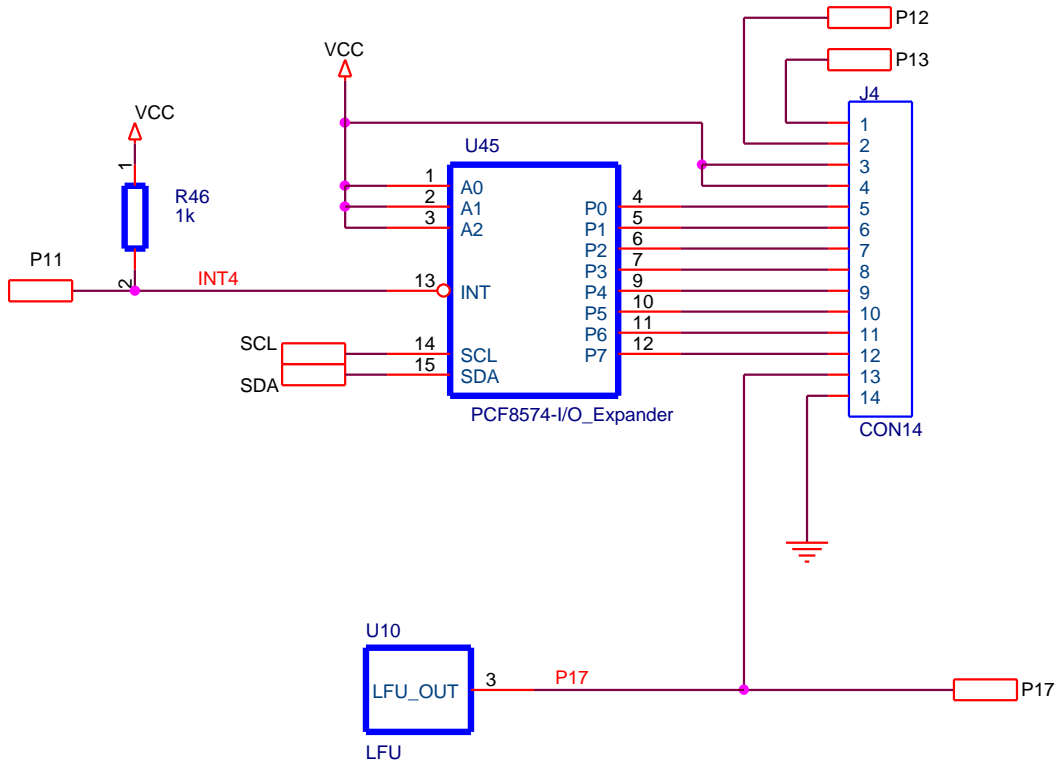 P12
P13
VCC
J4
VCC
U45
1
R46
1k
2
P11
INT4
1 A0
2 A1
3 A2
13 INT
14 SCL
15 SDA
SCL
SDA
P0 4
P1 5
P2 6
P3 7
P4 9
P5 10
P6 11
P7 12
PCF8574-I/O_Expander
1
2
3
4
5
6
7
8
9
10
11
12
13
14
CON14
U10
LFU_OUT
3
P17
P17
LFU